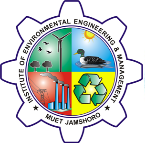 INSTITUTE OF ENVIRONMENTAL ENGINEERING & MANAGEMENT
MUET JAMSHORO